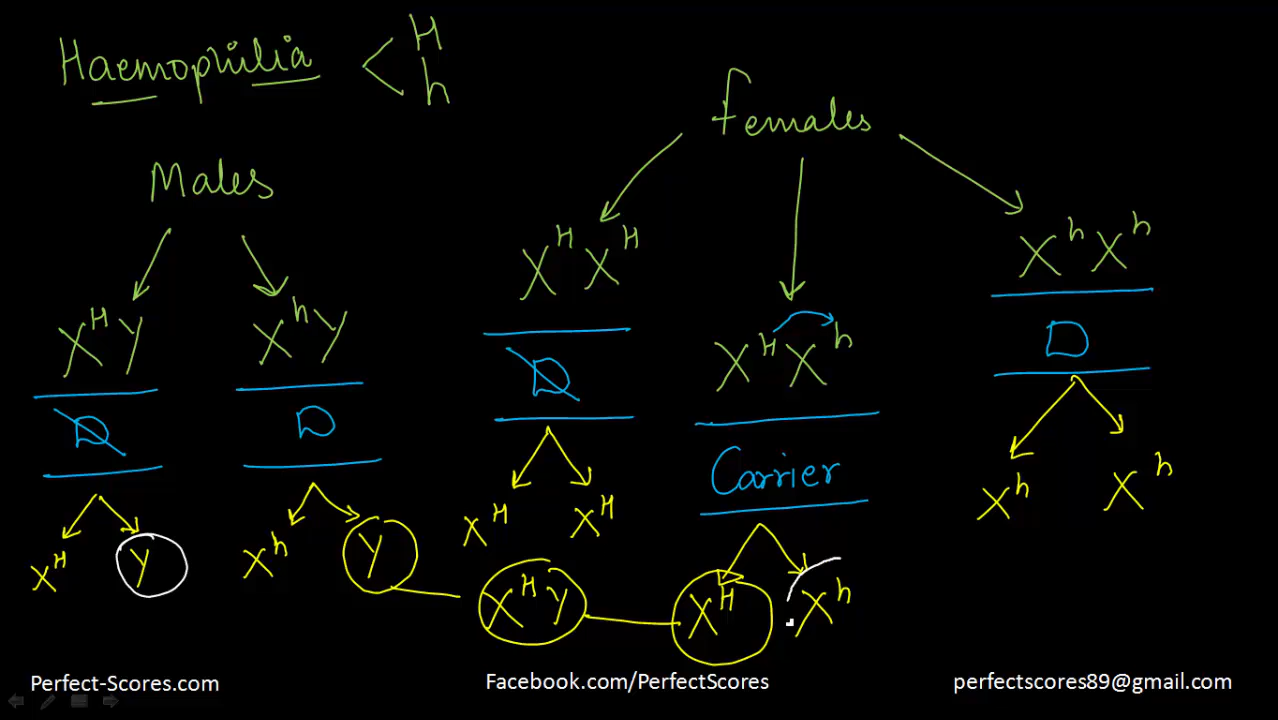 Haemophilia < H
h
Females
Males
X^H Y X^h Y X^H X^H X^H X^h X^h X^h
D D D Carrier D
X^H Y X^h Y X^H X^H X^H X^h X^h X^h
X^H Y
Perfect-Scores.com Facebook.com/PerfectScores perfectscores89@gmail.com